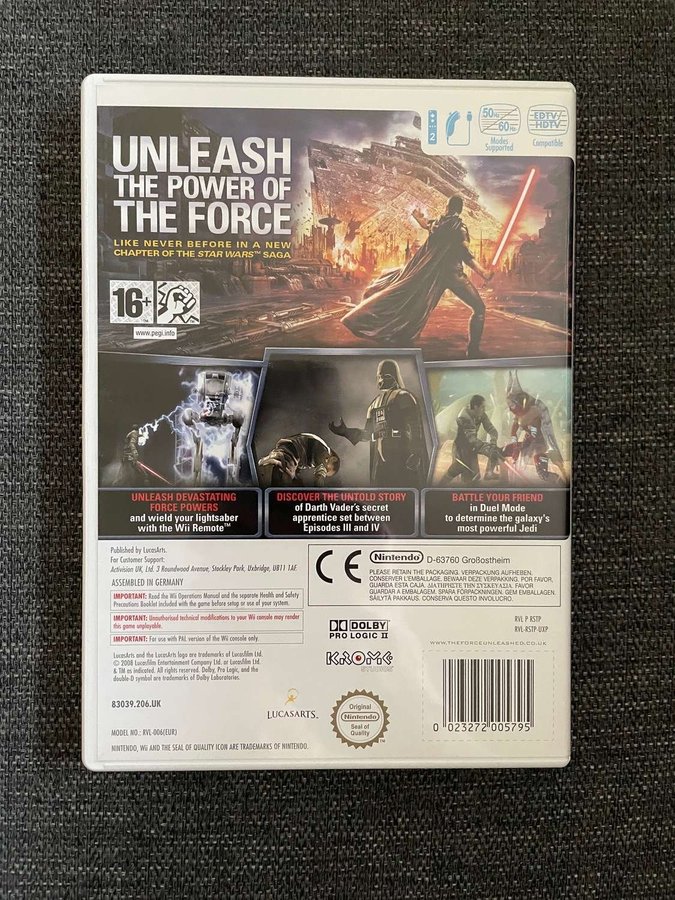 UNLEASH
THE POWER OF
THE FORCE
LIKE NEVER BEFORE IN A NEW
CHAPTER OF THE STAR WARS™ SAGA
2
50Hz
60Hz
Modes
Supported
EDTV/
HDTV
Compatible
16+
www.pegi.info
UNLEASH DEVASTATING
FORCE POWERS
and wield your lightsaber
with the Wii Remote™
DISCOVER THE UNTOLD STORY
of Darth Vader's secret
apprentice set between
Episodes III and IV
BATTLE YOUR FRIEND
in Duel Mode
to determine the galaxy's
most powerful Jedi
Published by LucasArts.
For Customer Support:
Activision UK, Ltd. 3 Roundwood Avenue, Stockley Park, Uxbridge, UB11 1AF.
ASSEMBLED IN GERMANY
IMPORTANT: Read the Wii Operations Manual and the separate Health and Safety
Precautions Booklet included with the game before setup or use of your system.
IMPORTANT: Unauthorised technical modifications to your Wii console may render
this game unplayable.
IMPORTANT: For use with PAL version of the Wii console only.
LucasArts and the LucasArts logo are trademarks of Lucasfilm Ltd.
© 2008 Lucasfilm Entertainment Company Ltd. or Lucasfilm Ltd. &
& TM as indicated. All rights reserved. Dolby, Pro Logic, and the
double-D symbol are trademarks of Dolby Laboratories.
83039.206.UK
MODEL NO.: RVL-006(EUR)
NINTENDO, Wii AND THE SEAL OF QUALITY ICON ARE TRADEMARKS OF NINTENDO.
CE Nintendo D-63760 Großostheim
PLEASE RETAIN THE PACKAGING. VERPACKUNG AUFHEBEN.
CONSERVER L'EMBALLAGE. BEWAAR DEZE VERPAKKING. POR FAVOR,
GUARDA ESTA CAJA. ΔΙΑΤΗΡΗΣΤΕ ΤΗ ΣΥΣΚΕΥΑΣΙΑ. POR FAVOR
GUARDAR A EMBALAGEM. SPARA FÖRPACKNINGEN. GEM EMBALLAGEN.
SÄILYTÄ PAKKAUS. CONSERVA QUESTO INVOLUCRO.
DOLBY
PRO LOGIC II
RVL P RSTP
RVL-RSTP-UXP
WWW.THEFORCEUNLEASHED.CO.UK
KROME
STUDIOS
LUCASARTS™
Original
Nintendo
Seal of
Quality
™
0 023272 005795